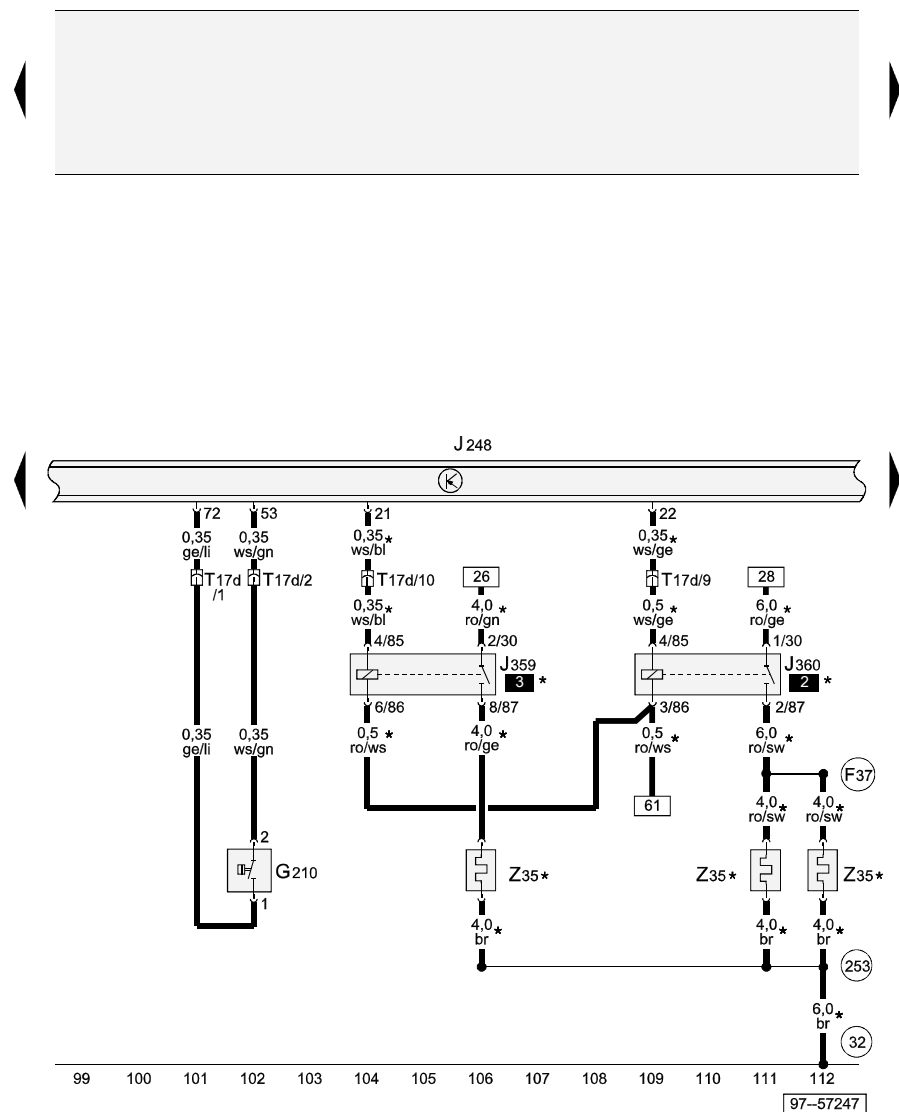 J 248
72 53 21 22
0,35 0,35 0,35* 0,35*
ge/li ws/gn ws/bl ws/ge
T17d T17d/2 T17d/10 26 T17d/9 28
/1
0,35* 4,0* 0,5* 6,0*
ws/bl ro/gn ws/ge ro/ge
4/85 2/30 4/85 1/30
J359 J360
3 * 2 *
6/86 8/87 3/86 2/87
0,35 0,35 0,5* 4,0* 0,5* 6,0*
ge/li ws/gn ro/ws ro/ge ro/ws ro/sw
F37
61 4,0* 4,0*
ro/sw ro/sw
2
G210 Z35* Z35* Z35*
1
4,0* 4,0* 4,0*
br br br
253
6,0*
br
32
99 100 101 102 103 104 105 106 107 108 109 110 111 112
97--57247